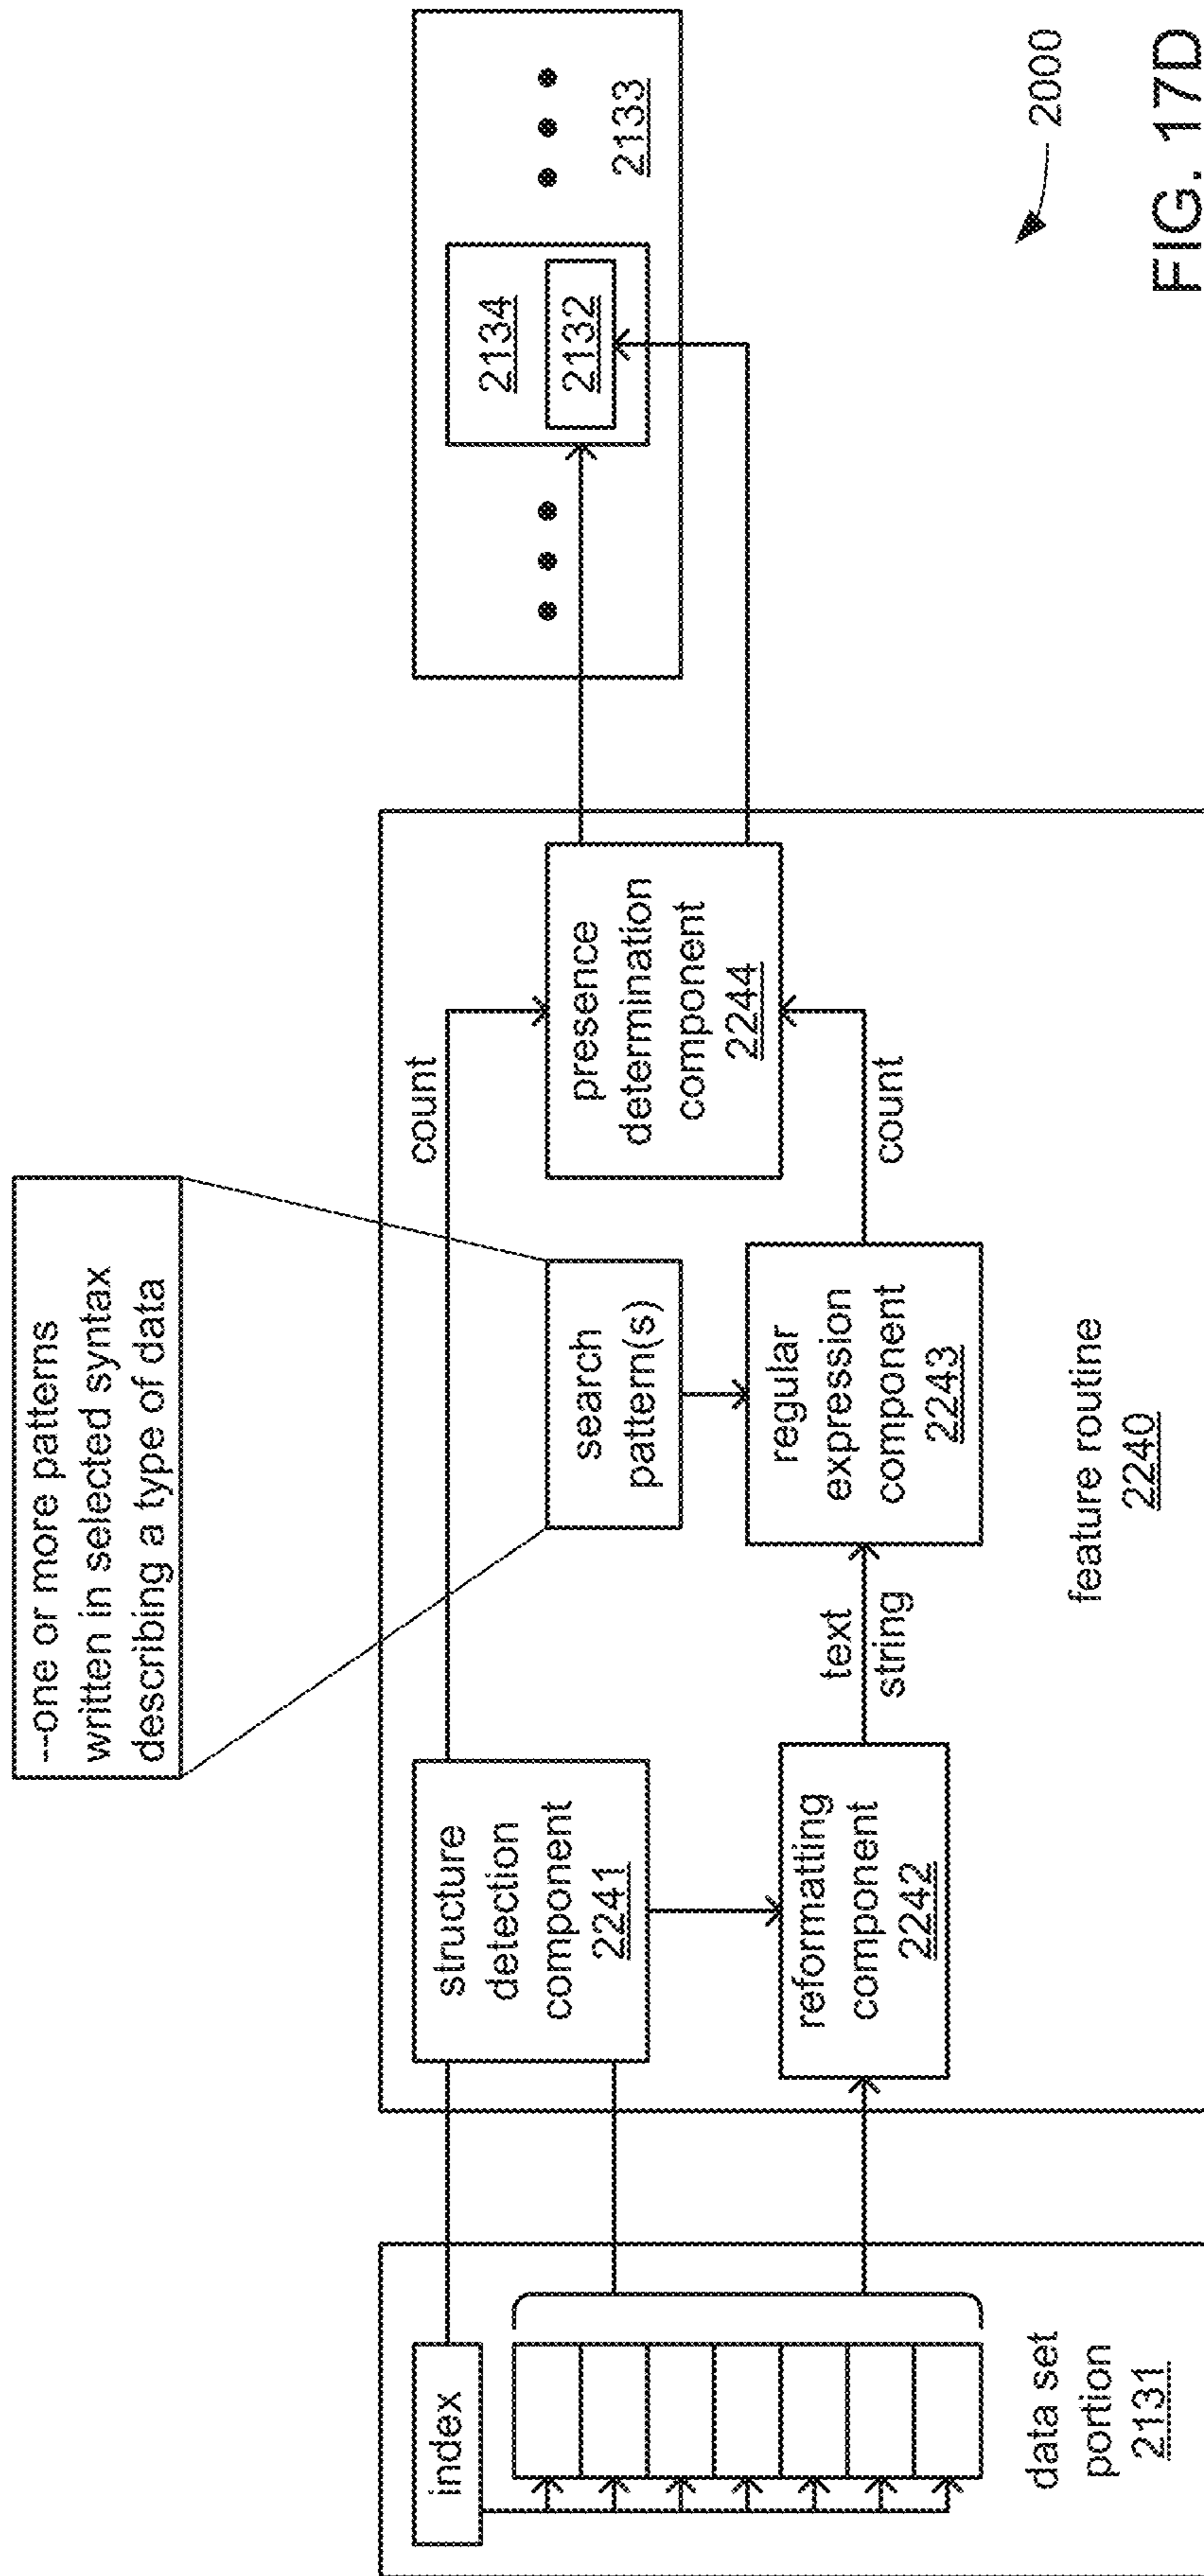 --one or more patterns
written in selected syntax
describing a type of data
index
data set
portion
2131
structure
detection
component
2241
reformatting
component
2242
text
string
search
pattern(s)
regular
expression
component
2243
count
count
presence
determination
component
2244
feature routine
2240
2134
2132
2133
2000
FIG. 17D